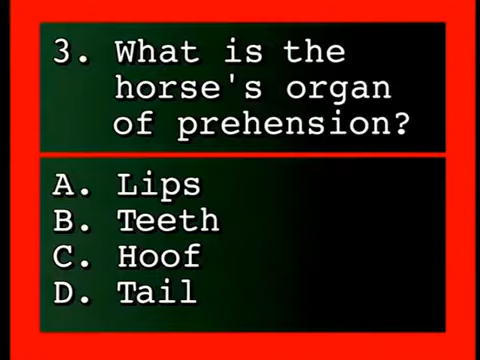 3. What is the
horse's organ
of prehension?
A. Lips
B. Teeth
C. Hoof
D. Tail